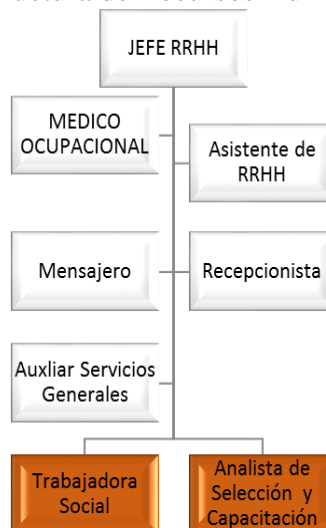 JEFE RRHH
MEDICO
OCUPACIONAL
Asistente de
RRHH
Mensajero
Recepcionista
Auxliar Servicios
Generales
Trabajadora
Social
Analista de
Selección y
Capacitación